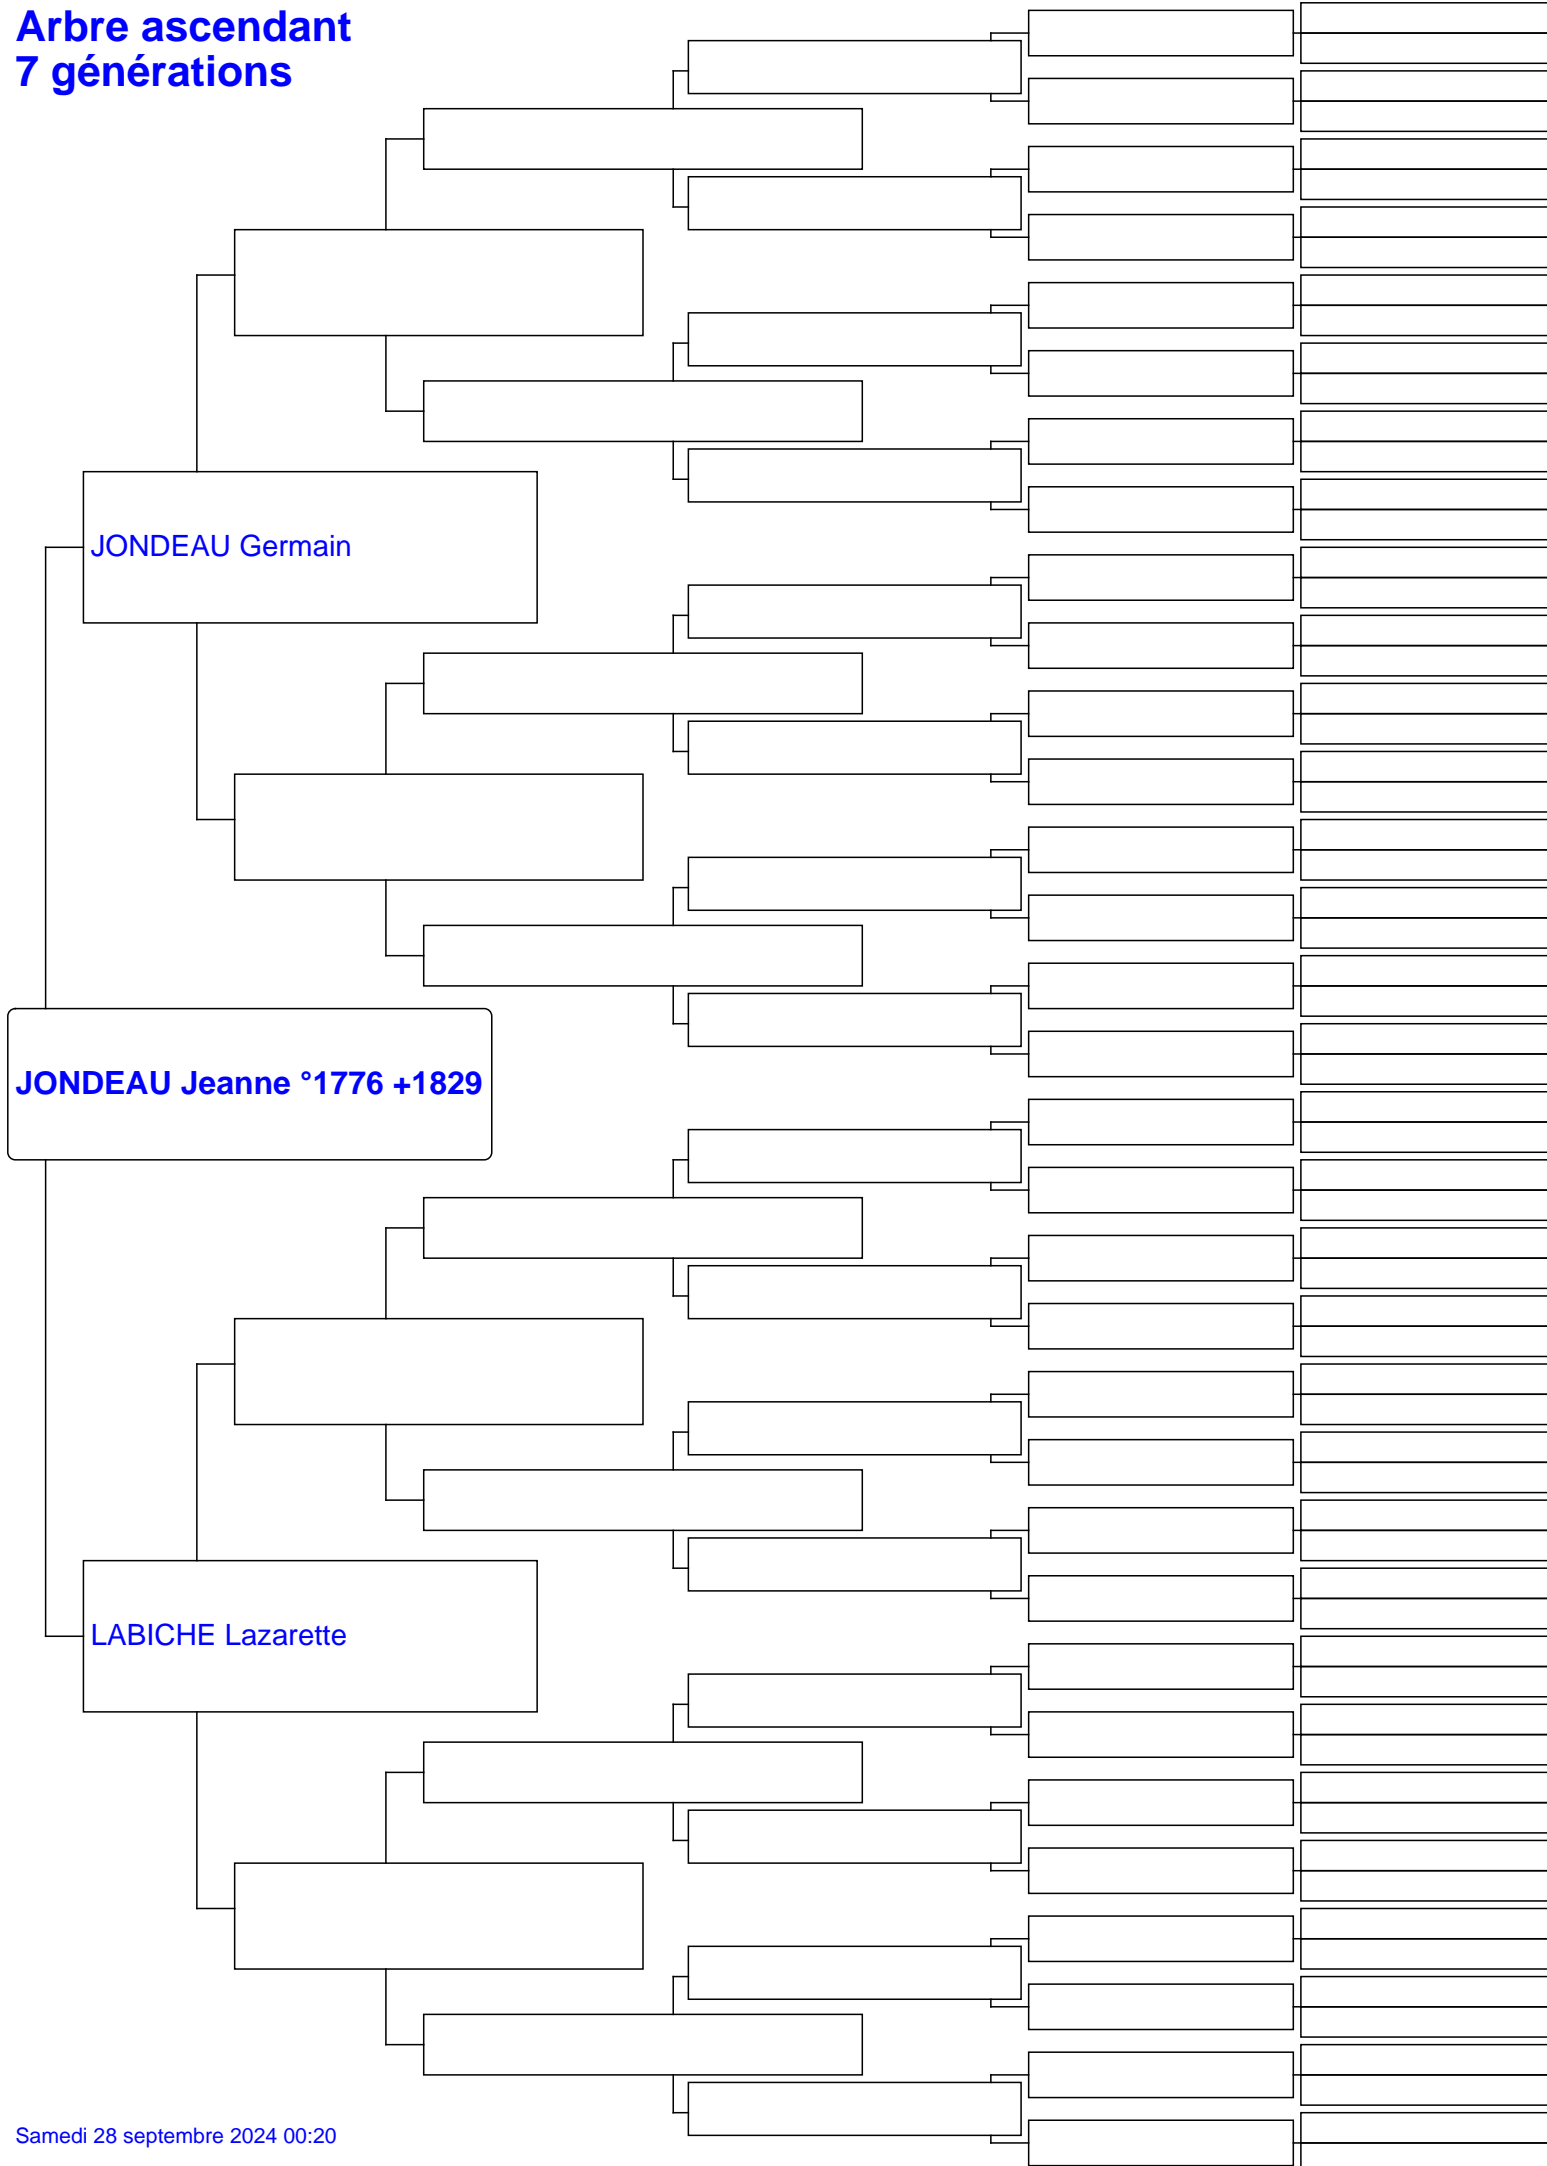 Arbre ascendant
7 générations
JONDEAU Germain
JONDEAU Jeanne °1776 +1829
LABICHE Lazarette
Samedi 28 septembre 2024 00:20